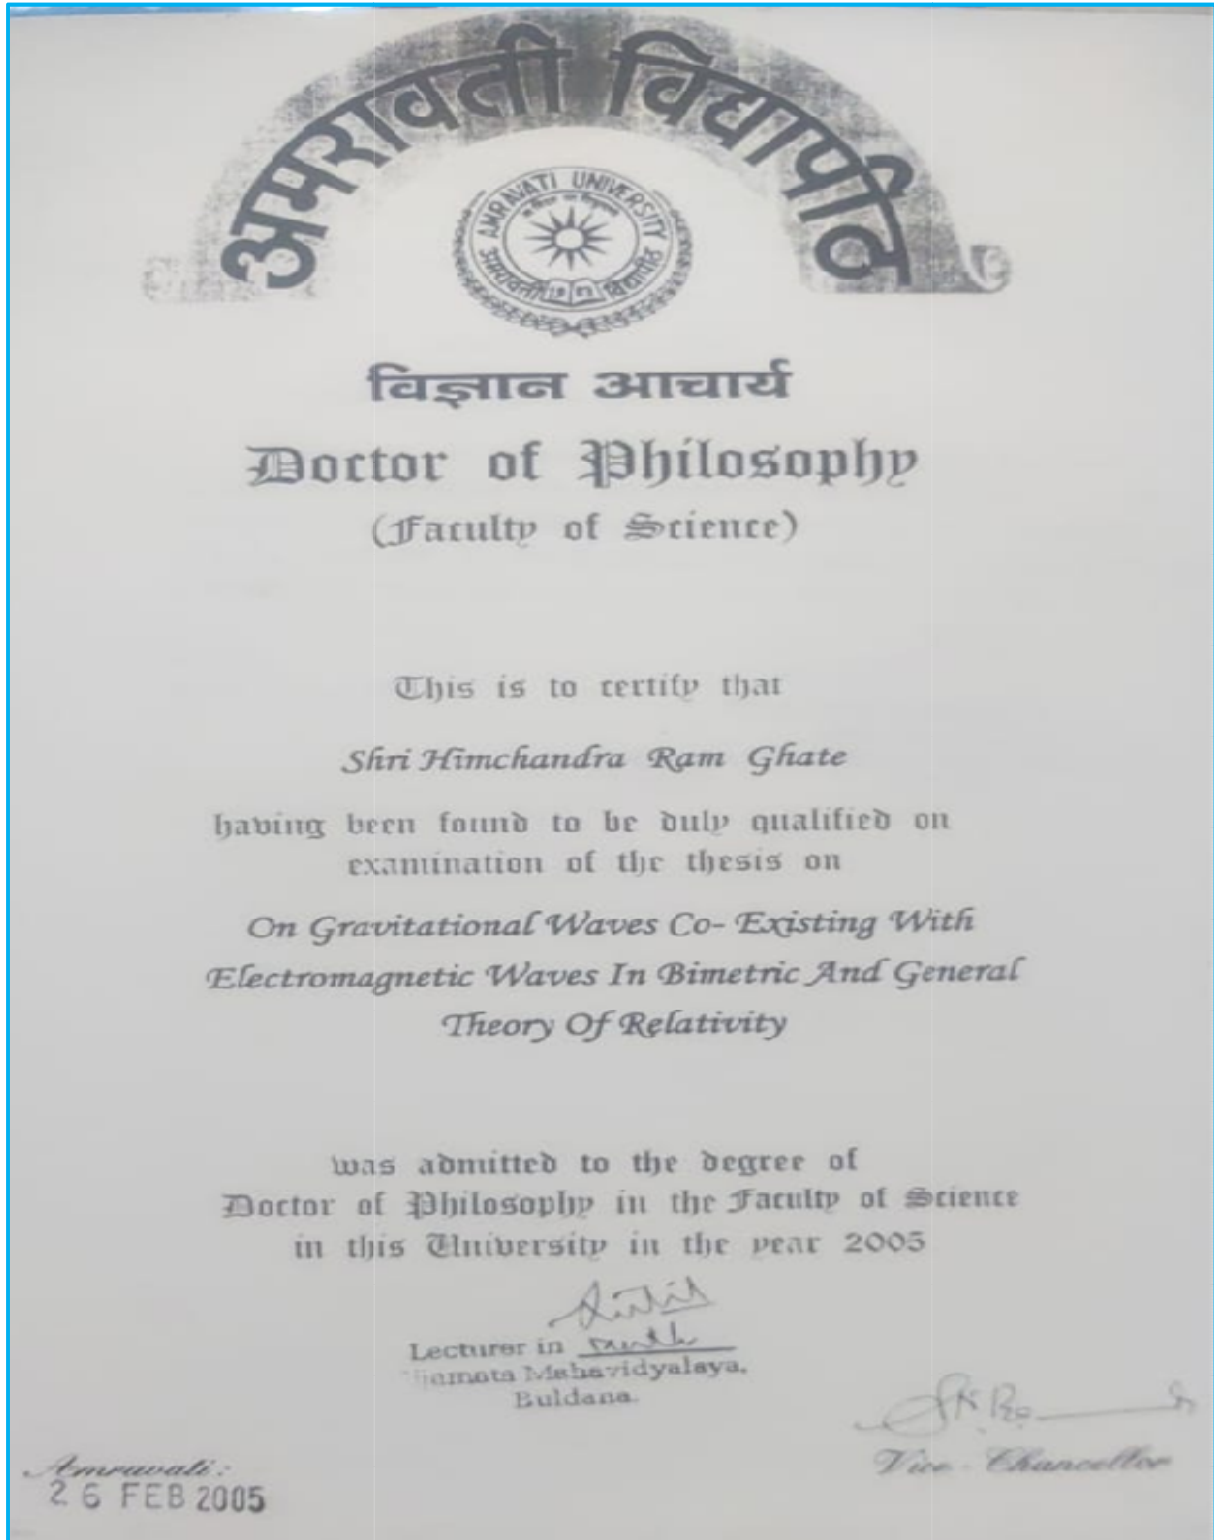 अमरावती विद्यापीठ
AMRAVATI UNIVERSITY
अमरावती विद्यापीठ
विज्ञान आचार्य
Doctor of Philosophy
(Faculty of Science)
This is to certify that
Shri Himchandra Ram Ghate
having been found to be duly qualified on
examination of the thesis on
On Gravitational Waves Co- Existing With
Electromagnetic Waves In Bimetric And General
Theory Of Relativity
was admitted to the degree of
Doctor of Philosophy in the Faculty of Science
in this University in the year 2005
Lecturer in
Mahavidyalaya,
Buldana.
Vice - Chancellor
Amravati :
26 FEB 2005